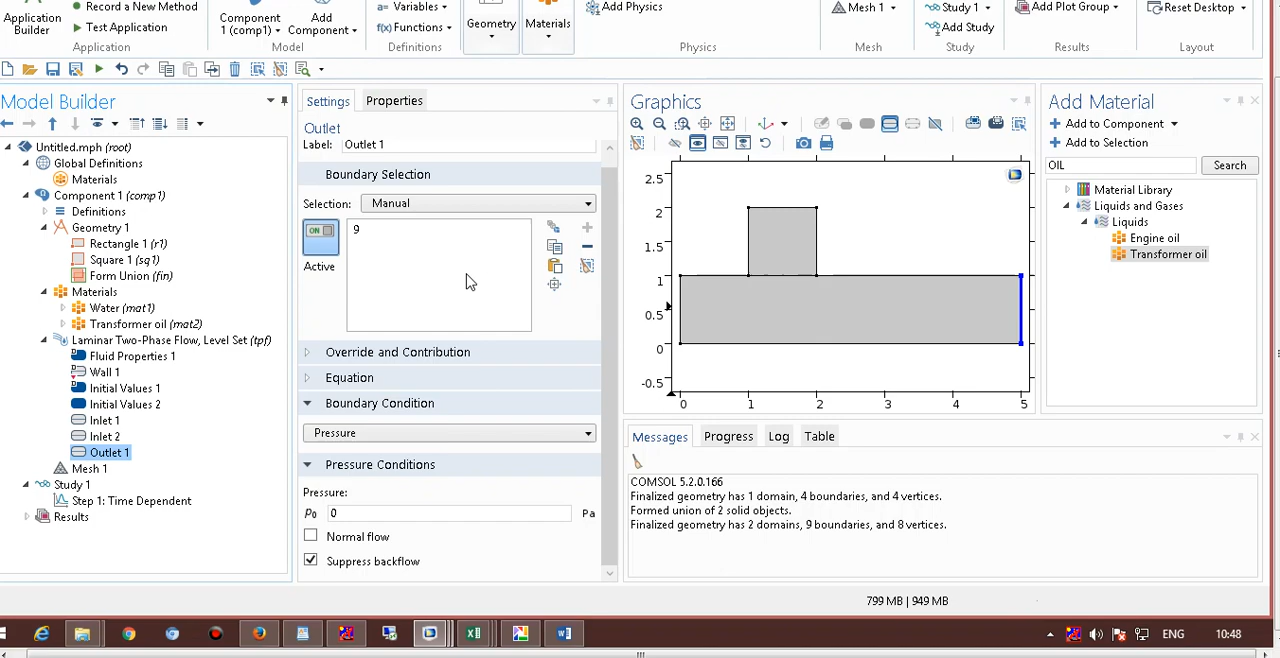 Application
Builder
Record a New Method
Test Application
Application
Component
1 (comp1)
Add
Component
Model
a= Variables
f(x) Functions
Definitions
Geometry
Materials
Add Physics
Physics
Mesh 1
Mesh
Study 1
Add Study
Study
Add Plot Group
Results
Reset Desktop
Layout
Model Builder
Untitled.mph (root)
Global Definitions
Materials
Component 1 (comp1)
Definitions
Geometry 1
Rectangle 1 (r1)
Square 1 (sq1)
Form Union (fin)
Materials
Water (mat1)
Transformer oil (mat2)
Laminar Two-Phase Flow, Level Set (tpf)
Fluid Properties 1
Wall 1
Initial Values 1
Initial Values 2
Inlet 1
Inlet 2
Outlet 1
Mesh 1
Study 1
Step 1: Time Dependent
Results
Settings Properties
Outlet
Label: Outlet 1
Boundary Selection
Selection: Manual
ON
Active
9
Override and Contribution
Equation
Boundary Condition
Pressure
Pressure Conditions
Pressure:
p0 0 Pa
Normal flow
Suppress backflow
Graphics
2.5
2
1.5
1
0.5
0
-0.5
0 1 2 3 4 5
Messages Progress Log Table
COMSOL 5.2.0.166
Finalized geometry has 1 domain, 4 boundaries, and 4 vertices.
Formed union of 2 solid objects.
Finalized geometry has 2 domains, 9 boundaries, and 8 vertices.
Add Material
Add to Component
Add to Selection
OIL Search
Material Library
Liquids and Gases
Liquids
Engine oil
Transformer oil
799 MB | 949 MB
ENG 10:48